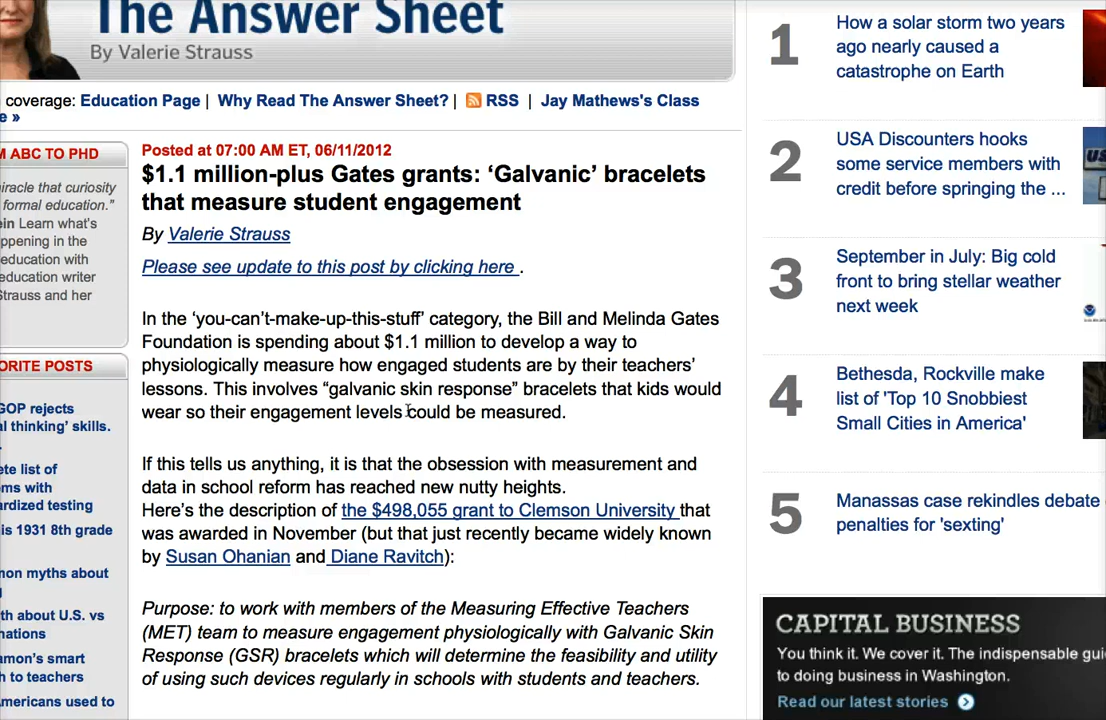 The Answer Sheet
By Valerie Strauss
coverage: Education Page | Why Read The Answer Sheet? | RSS | Jay Mathews's Class
e »
M ABC TO PHD
iracle that curiosity
formal education."
ein Learn what's
ppening in the
education with
education writer
Strauss and her
ORITE POSTS
GOP rejects
al thinking' skills.
ete list of
ms with
ardized testing
is 1931 8th grade
mon myths about
th about U.S. vs
nations
amon's smart
h to teachers
mericans used to
Posted at 07:00 AM ET, 06/11/2012
$1.1 million-plus Gates grants: ‘Galvanic’ bracelets
that measure student engagement
By Valerie Strauss
Please see update to this post by clicking here .
In the ‘you-can’t-make-up-this-stuff’ category, the Bill and Melinda Gates
Foundation is spending about $1.1 million to develop a way to
physiologically measure how engaged students are by their teachers’
lessons. This involves “galvanic skin response” bracelets that kids would
wear so their engagement levels could be measured.
If this tells us anything, it is that the obsession with measurement and
data in school reform has reached new nutty heights.
Here’s the description of the $498,055 grant to Clemson University that
was awarded in November (but that just recently became widely known
by Susan Ohanian and Diane Ravitch):
Purpose: to work with members of the Measuring Effective Teachers
(MET) team to measure engagement physiologically with Galvanic Skin
Response (GSR) bracelets which will determine the feasibility and utility
of using such devices regularly in schools with students and teachers.
1
How a solar storm two years
ago nearly caused a
catastrophe on Earth
2
USA Discounters hooks
some service members with
credit before springing the ...
3
September in July: Big cold
front to bring stellar weather
next week
4
Bethesda, Rockville make
list of 'Top 10 Snobbiest
Small Cities in America'
5
Manassas case rekindles debate
penalties for 'sexting'
CAPITAL BUSINESS
You think it. We cover it. The indispensable gui
to doing business in Washington.
Read our latest stories